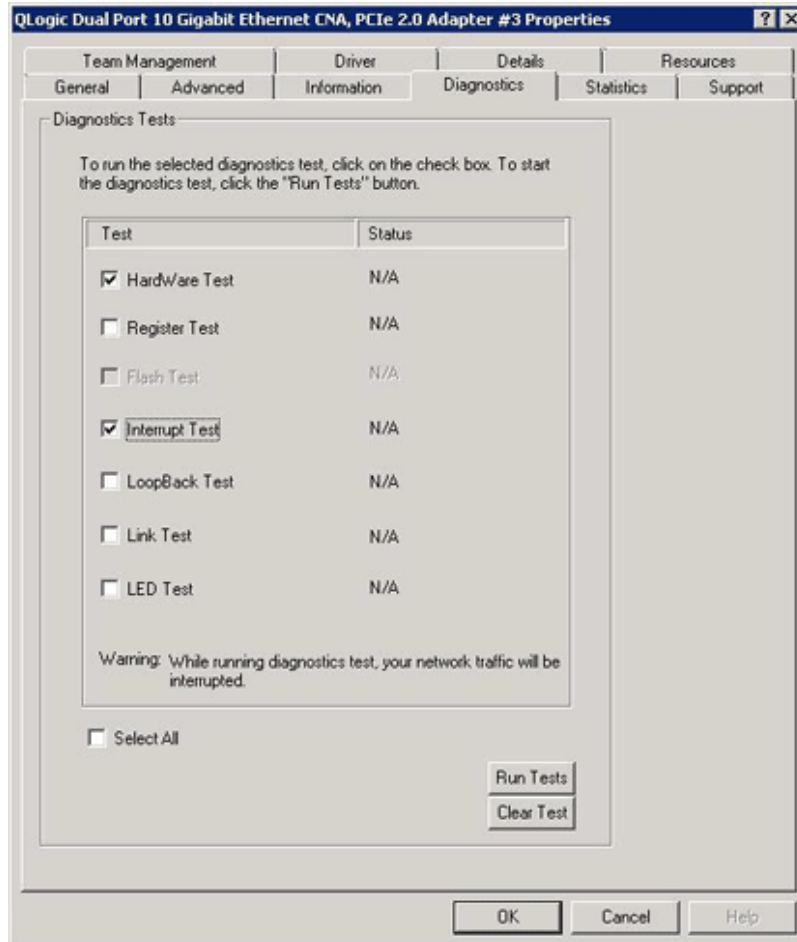 QLogic Dual Port 10 Gigabit Ethernet CNA, PCIe 2.0 Adapter #3 Properties
Team Management Driver Details Resources
General Advanced Information Diagnostics Statistics Support
Diagnostics Tests
To run the selected diagnostics test, click on the check box. To start
the diagnostics test, click the "Run Tests" button.
Test Status
HardWare Test N/A
Register Test N/A
Flash Test N/A
Interrupt Test N/A
LoopBack Test N/A
Link Test N/A
LED Test N/A
Warning: While running diagnostics test, your network traffic will be
interrupted.
Select All
Run Tests
Clear Test
OK Cancel Help